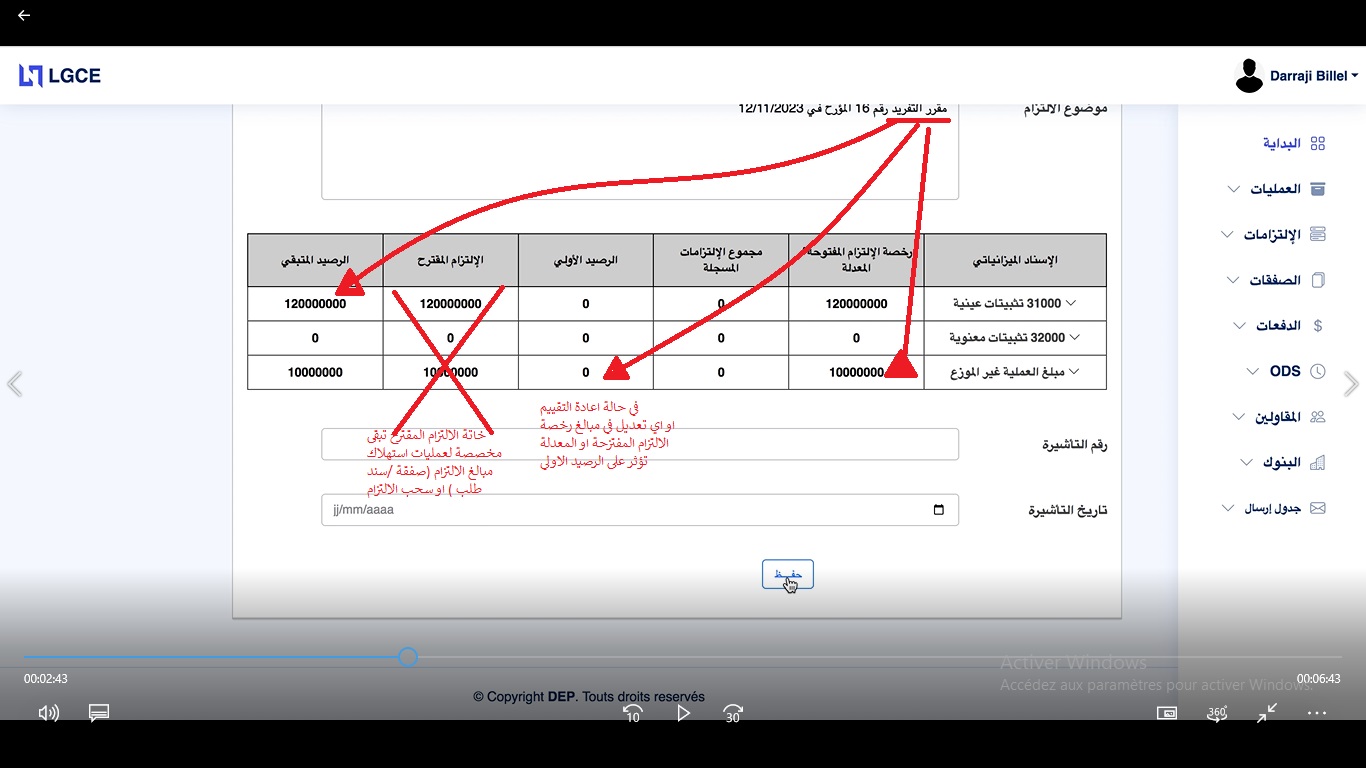 LGCE
Darraji Billel
موضوع الالتزام
مقرر التفريد رقم 16 المؤرخ في 12/11/2023
البداية
العمليات
الإلتزامات
الصفقات
الدفعات
ODS
المقاولين
البنوك
جدول إرسال
الإسناد الميزانياتي
رخصة الإلتزام المفتوحة/المعدلة
مجموع الإلتزامات المسجلة
الرصيد الأولي
الإلتزام المقترح
الرصيد المتبقي
31000 تثبيتات عينية 120000000 0 0 120000000 120000000
32000 تثبيتات معنوية 0 0 0 0 0
مبلغ العملية غير الموزع 10000000 0 0 10000000 10000000
في حالة اعادة التقييم
او اي تعديل في مبالغ رخصة
الالتزام المفتزحة او المعدلة
تؤثر على الرصيد الاولي
خاتة الالتزام المقترح تبقى
مخصصة لعمليات استهلاك
مبالغ الالتزام (صفقة /سند
طلب ) او سحب الالتزام
رقم التاشيرة
تاريخ التاشيرة
jj/mm/aaaa
حفــظ
Activer Windows
Accédez aux paramètres pour activer Windows.
00:02:43
00:06:43
© Copyright DEP. Touts droits reservés
10
30
360